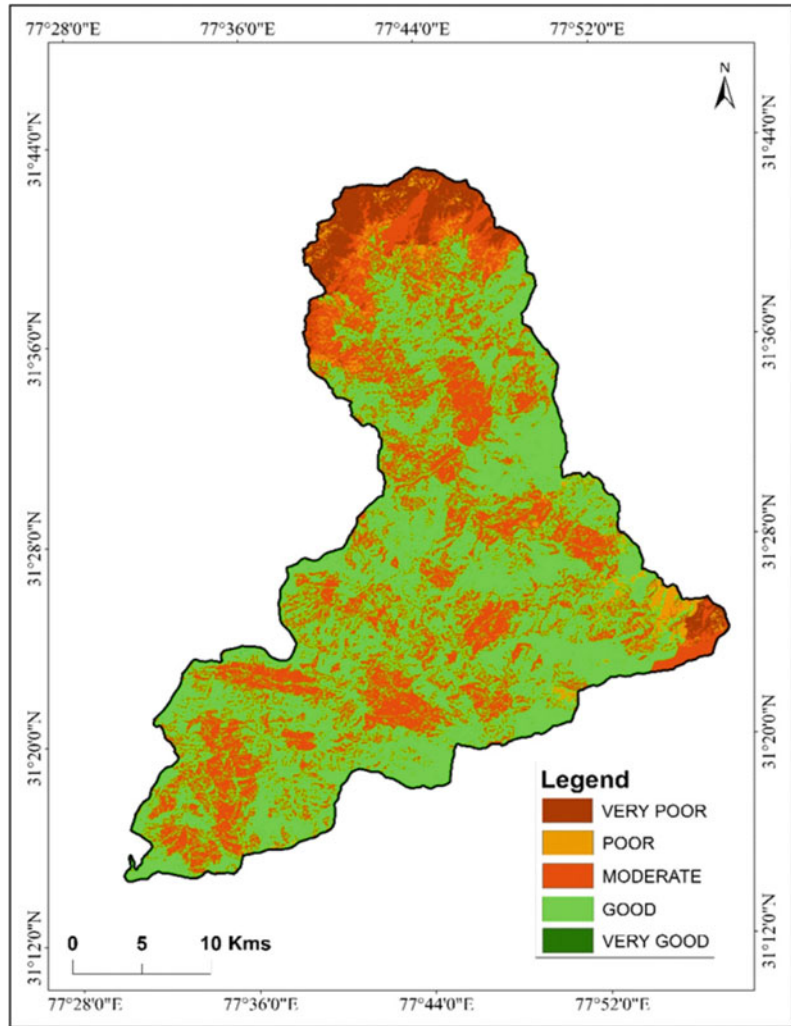 77°28'0"E 77°36'0"E 77°44'0"E 77°52'0"E
N
31°44'0"N 31°44'0"N
31°36'0"N 31°36'0"N
31°28'0"N 31°28'0"N
31°20'0"N 31°20'0"N
Legend
VERY POOR
POOR
MODERATE
GOOD
VERY GOOD
0 5 10 Kms
31°12'0"N 31°12'0"N
77°28'0"E 77°36'0"E 77°44'0"E 77°52'0"E